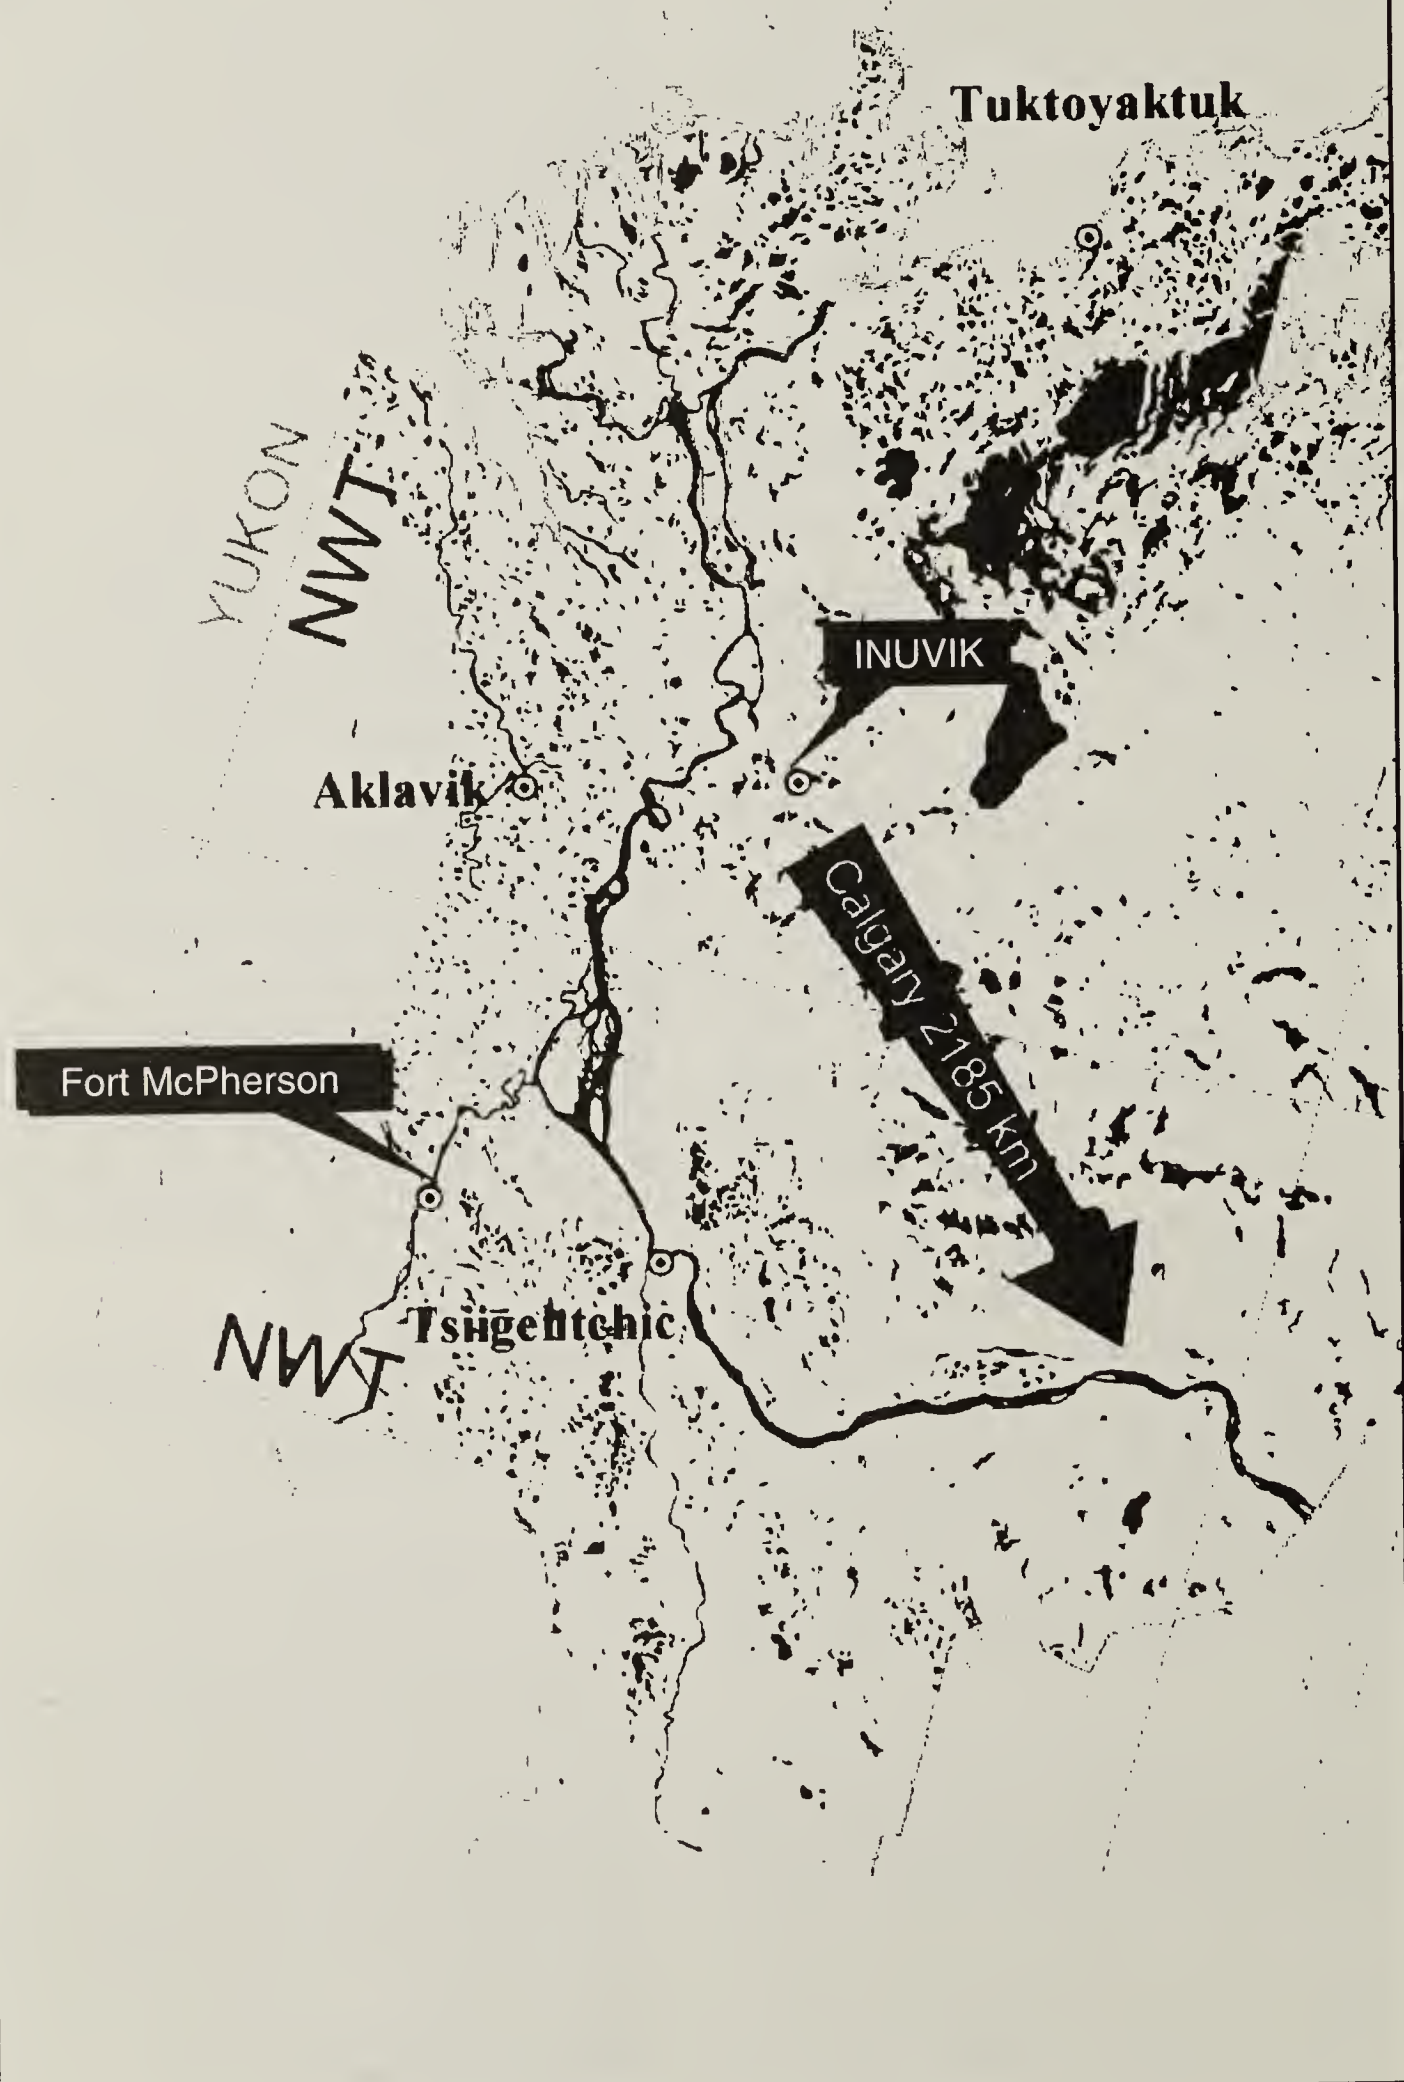 Tuktoyaktuk
YUKON
NWT
INUVIK
Aklavik
Calgary 2185 km
Fort McPherson
Tsiigehtchic
NWT